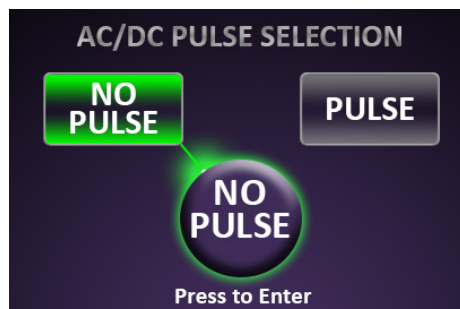 AC/DC PULSE SELECTION
NO
PULSE
PULSE
NO
PULSE
Press to Enter